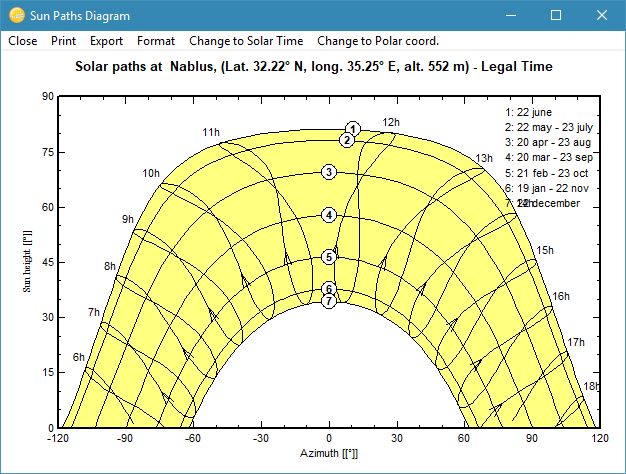 Sun Paths Diagram
Close Print Export Format Change to Solar Time Change to Polar coord.
Solar paths at Nablus, (Lat. 32.22° N, long. 35.25° E, alt. 552 m) - Legal Time
90
75
60
45
30
15
0
Sun height [[°]]
-120 -90 -60 -30 0 30 60 90 120
Azimuth [[°]]
6h
7h
8h
9h
10h
11h
12h
13h
14h
15h
16h
17h
18h
1
2
3
4
5
6
7
1: 22 june
2: 22 may - 23 july
3: 20 apr - 23 aug
4: 20 mar - 23 sep
5: 21 feb - 23 oct
6: 19 jan - 22 nov
7: 22 december